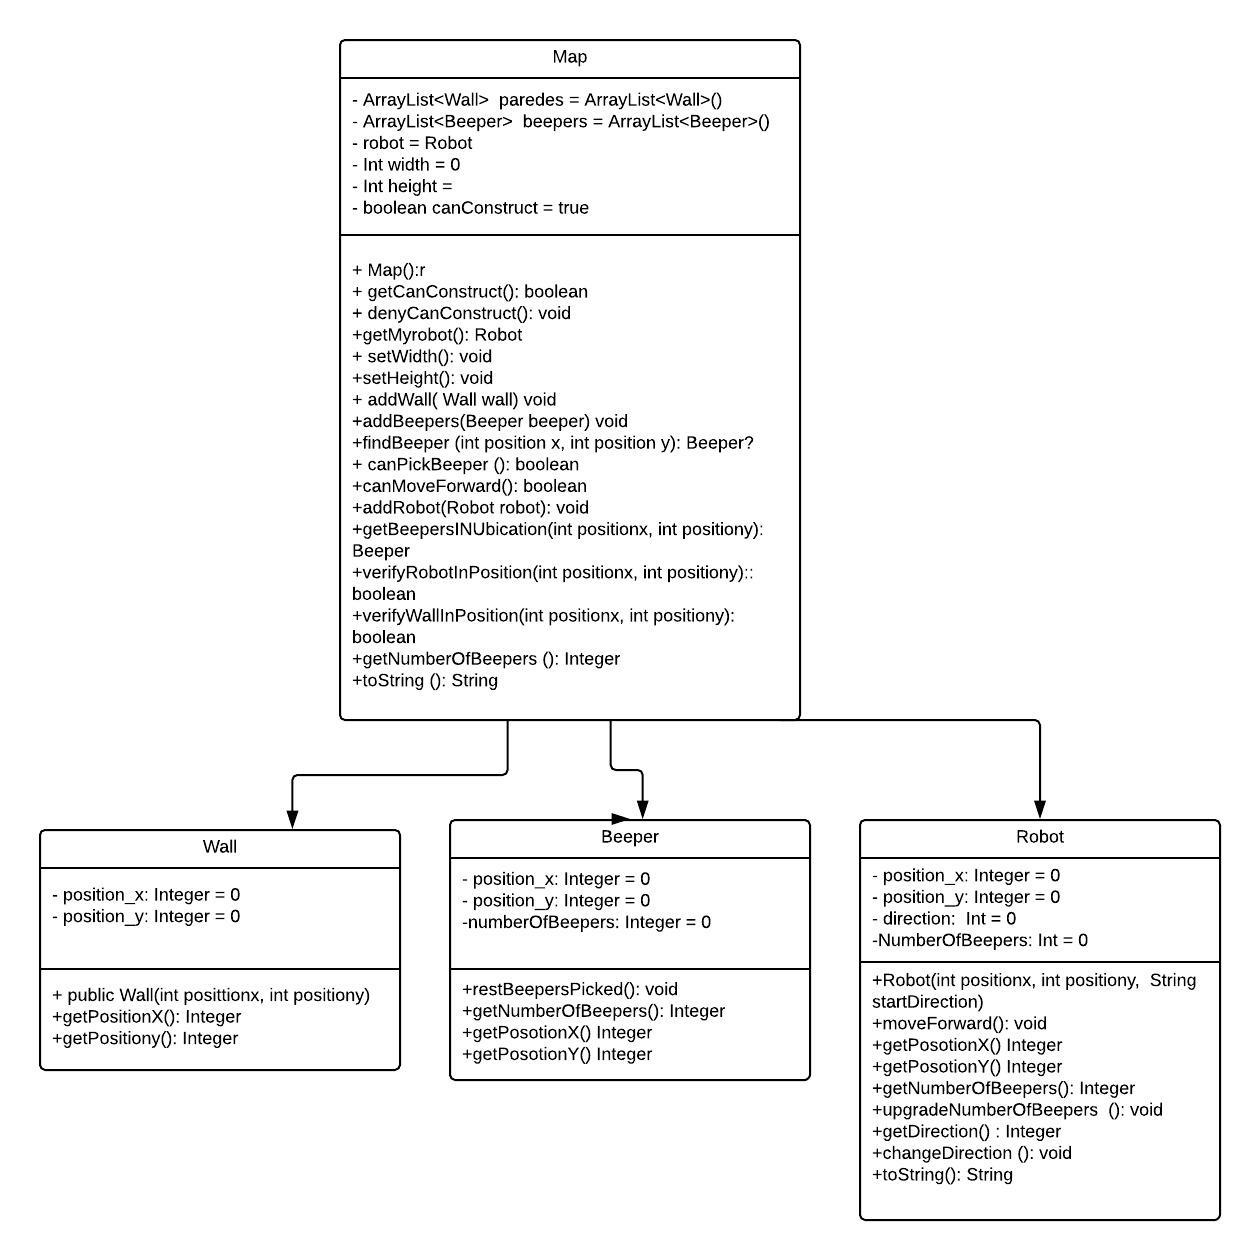 Map
- ArrayList<Wall>  paredes = ArrayList<Wall>()
- ArrayList<Beeper>  beepers = ArrayList<Beeper>()
- robot = Robot
- Int width = 0
- Int height =
- boolean canConstruct = true
+ Map():r
+ getCanConstruct(): boolean
+ denyCanConstruct(): void
+getMyrobot(): Robot
+ setWidth(): void
+setHeight(): void
+ addWall( Wall wall) void
+addBeepers(Beeper beeper) void
+findBeeper (int position x, int position y): Beeper?
+ canPickBeeper (): boolean
+canMoveForward(): boolean
+addRobot(Robot robot): void
+getBeepersINUbication(int positionx, int positiony):
Beeper
+verifyRobotInPosition(int positionx, int positiony)::
boolean
+verifyWallInPosition(int positionx, int positiony):
boolean
+getNumberOfBeepers (): Integer
+toString (): String
Wall
- position_x: Integer = 0
- position_y: Integer = 0
+ public Wall(int posittionx, int positiony)
+getPositionX(): Integer
+getPositiony(): Integer
Beeper
- position_x: Integer = 0
- position_y: Integer = 0
-numberOfBeepers: Integer = 0
+restBeepersPicked(): void
+getNumberOfBeepers(): Integer
+getPosotionX() Integer
+getPosotionY() Integer
Robot
- position_x: Integer = 0
- position_y: Integer = 0
- direction:  Int = 0
-NumberOfBeepers: Int = 0
+Robot(int positionx, int positiony,  String
startDirection)
+moveForward(): void
+getPosotionX() Integer
+getPosotionY() Integer
+getNumberOfBeepers(): Integer
+upgradeNumberOfBeepers  (): void
+getDirection() : Integer
+changeDirection (): void
+toString(): String